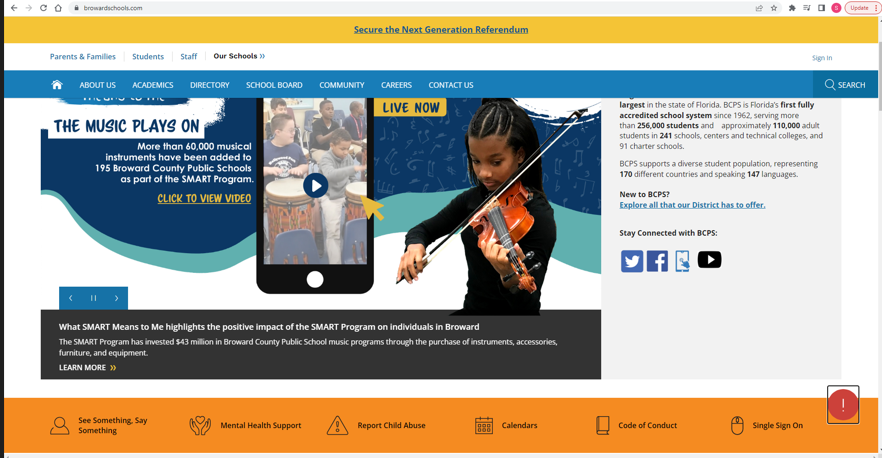 browardschools.com
S
Update
Secure the Next Generation Referendum
Parents & Families
Students
Staff
Our Schools »
Sign In
ABOUT US
ACADEMICS
DIRECTORY
SCHOOL BOARD
COMMUNITY
CAREERS
CONTACT US
SEARCH
THE MUSIC PLAYS ON
More than 60,000 musical
instruments have been added to
195 Broward County Public Schools
as part of the SMART Program.
CLICK TO VIEW VIDEO
LIVE NOW
largest in the state of Florida. BCPS is Florida's first fully
accredited school system since 1962, serving more
than 256,000 students and approximately 110,000 adult
students in 241 schools, centers and technical colleges, and
91 charter schools.
BCPS supports a diverse student population, representing
170 different countries and speaking 147 languages.
New to BCPS?
Explore all that our District has to offer.
Stay Connected with BCPS:
What SMART Means to Me highlights the positive impact of the SMART Program on individuals in Broward
The SMART Program has invested $43 million in Broward County Public School music programs through the purchase of instruments, accessories,
furniture, and equipment.
LEARN MORE »
!
See Something, Say
Something
Mental Health Support
Report Child Abuse
Calendars
Code of Conduct
Single Sign On